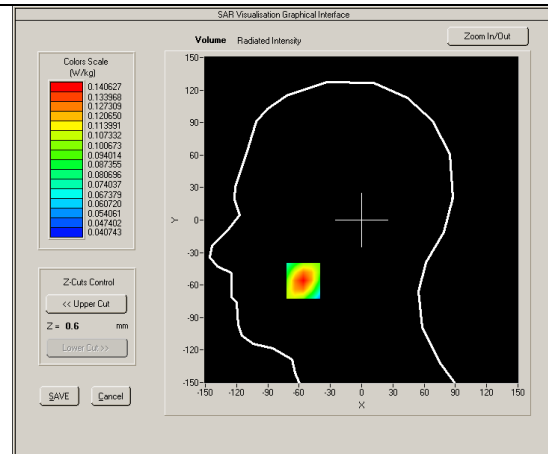 SAR Visualisation Graphical Interface
Volume Radiated Intensity
Zoom In/Out
Colors Scale
(W/kg)
0.140627
0.133968
0.127309
0.120650
0.113991
0.107332
0.100673
0.094014
0.087355
0.080696
0.074037
0.067379
0.060720
0.054061
0.047402
0.040743
Z-Cuts Control
<< Upper Cut
Z = 0.6 mm
Lower Cut >>
SAVE Cancel
150
120
90
60
30
0
-30
-60
-90
-120
-150
Y
-150 -120 -90 -60 -30 0 30 60 90 120 150
X